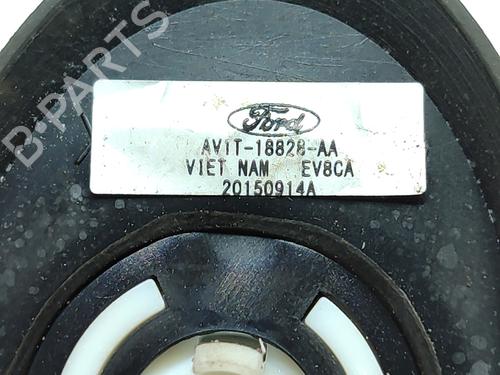 B-PARTS
Ford
AV1T-18828-AA
VIET NAM EV8CA
20150914A